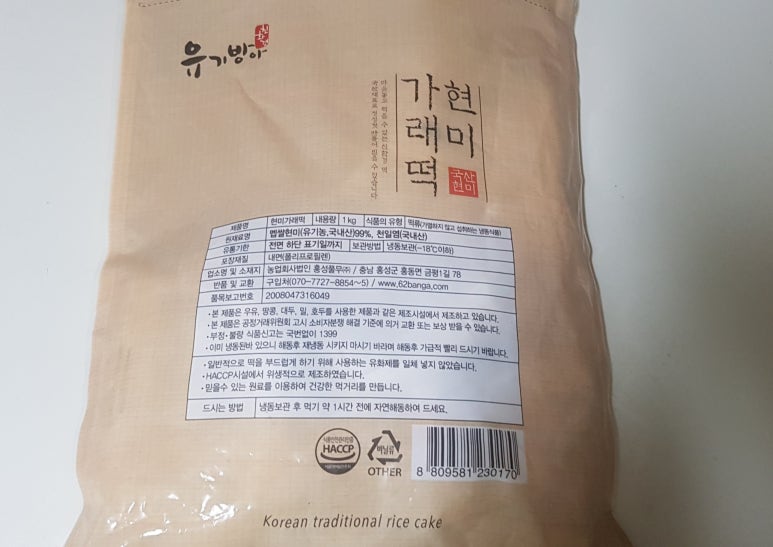 유기방아
현미
가래떡
국산
현미
마음놓고 먹을 수 있는 친환경 떡
제품명 현미가래떡 내용량 1kg 식품의 유형 떡류(가열하지 않고 섭취하는 냉동식품)
원재료명 멥쌀현미(유기농,국내산)99%, 천일염(국내산)
유통기한 전면 하단 표기일까지 보관방법 냉동보관(-18℃이하)
포장재질 내면(폴리프로필렌)
업소명 및 소재지 농업회사법인 홍성풀무㈜ / 충남 홍성군 홍동면 금평1길 78
반품 및 교환 구입처(070-7727-8854~5) / www.62banga.com
품목보고번호 2008047316049
·본 제품은 우유, 땅콩, 대두, 밀, 호두를 사용한 제품과 같은 제조시설에서 제조하고 있습니다.
·본 제품은 공정거래위원회 고시 소비자분쟁 해결 기준에 의거 교환 또는 보상 받을 수 있습니다.
·부정·불량 식품신고는 국번없이 1399
·이미 냉동된바 있으니 해동후 재냉동 시키지 마시기 바라며 해동후 가급적 빨리 드시기 바랍니다.
·일반적으로 떡을 부드럽게 하기 위해 사용하는 유화제를 일체 넣지 않았습니다.
·HACCP시설에서 위생적으로 제조하였습니다.
·믿을수 있는 원료를 이용하여 건강한 먹거리를 만듭니다.
드시는 방법 냉동보관 후 먹기 약 1시간 전에 자연해동하여 드세요.
HACCP
비닐류
OTHER
8 809581 230170
Korean traditional rice cake